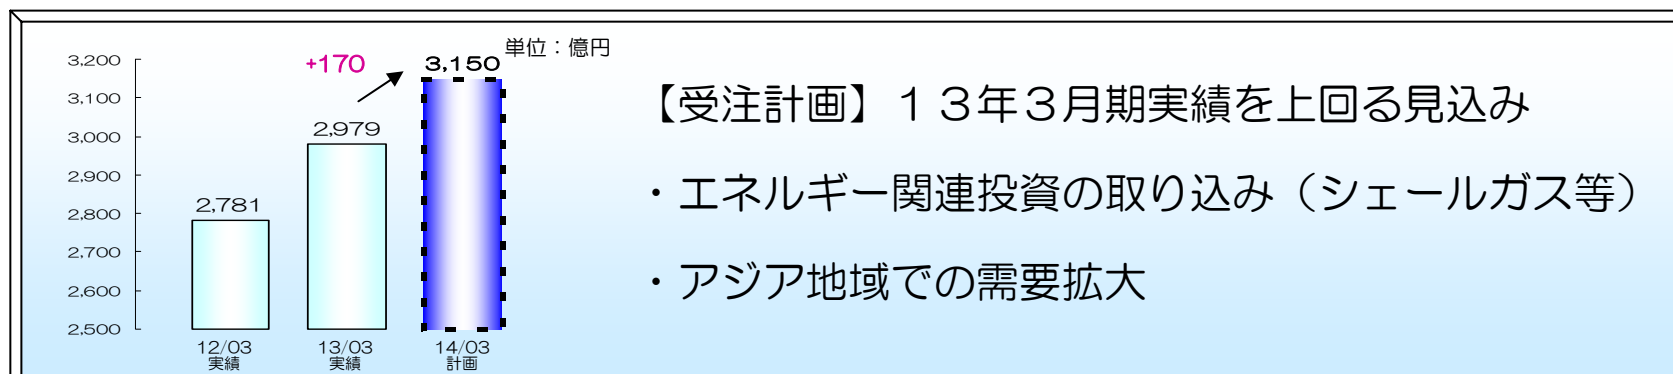 単位：億円
3,200
3,100
3,000
2,900
2,800
2,700
2,600
2,500
+170
3,150
2,979
2,781
12/03
実績
13/03
実績
14/03
計画
【受注計画】１３年３月期実績を上回る見込み
・エネルギー関連投資の取り込み（シェールガス等）
・アジア地域での需要拡大